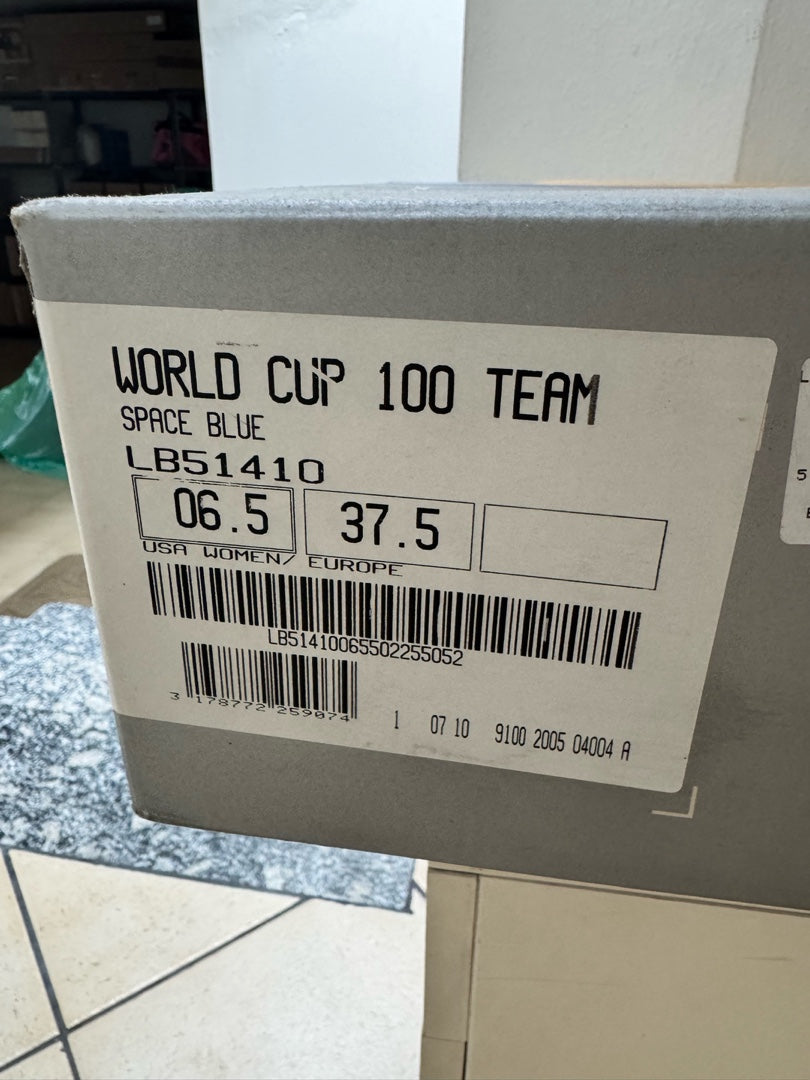 WORLD CUP 100 TEAM
SPACE BLUE
LB51410
06.5 37.5
USA WOMEN/ EUROPE
LB51410065502255052
3 178772 259074
1 07 10 9100 2005 04004 A
L
5